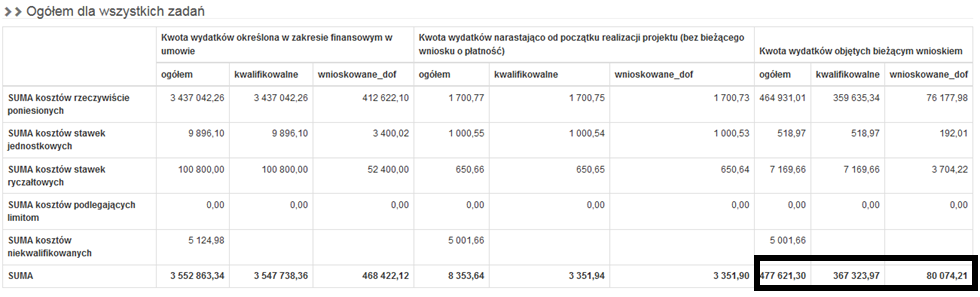 Ogółem dla wszystkich zadań
Kwota wydatków określona w zakresie finansowym w umowie
Kwota wydatków narastająco od początku realizacji projektu (bez bieżącego wniosku o płatność)
Kwota wydatków objętych bieżącym wnioskiem
ogółem kwalifikowalne wnioskowane_dof ogółem kwalifikowalne wnioskowane_dof ogółem kwalifikowalne wnioskowane_dof
SUMA kosztów rzeczywiście poniesionych 3 437 042,26 3 437 042,26 412 622,10 1 700,77 1 700,75 1 700,73 464 931,01 359 635,34 76 177,98
SUMA kosztów stawek jednostkowych 9 896,10 9 896,10 3 400,02 1 000,55 1 000,54 1 000,53 518,97 518,97 192,01
SUMA kosztów stawek ryczałtowych 100 800,00 100 800,00 52 400,00 650,66 650,65 650,64 7 169,66 7 169,66 3 704,22
SUMA kosztów podlegających limitom 0,00 0,00 0,00 0,00 0,00 0,00 0,00 0,00 0,00
SUMA kosztów niekwalifikowanych 5 124,98 5 001,66 5 001,66
SUMA 3 552 863,34 3 547 738,36 468 422,12 8 353,64 3 351,94 3 351,90 477 621,30 367 323,97 80 074,21